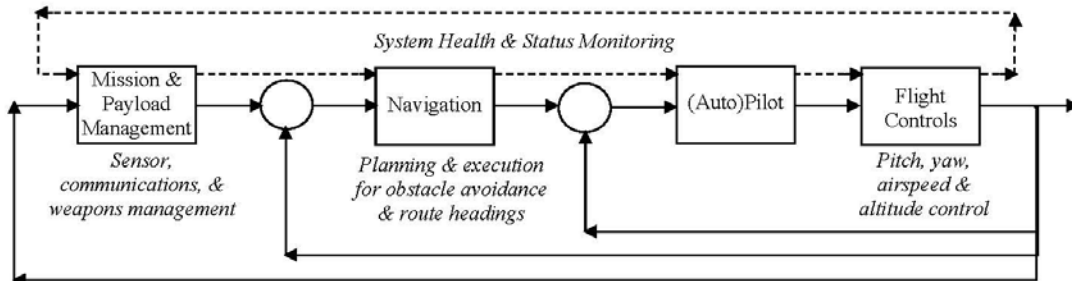 System Health & Status Monitoring
Mission &
Payload
Management
Navigation
(Auto)Pilot
Flight
Controls
Sensor,
communications, &
weapons management
Planning & execution
for obstacle avoidance
& route headings
Pitch, yaw,
airspeed &
altitude control